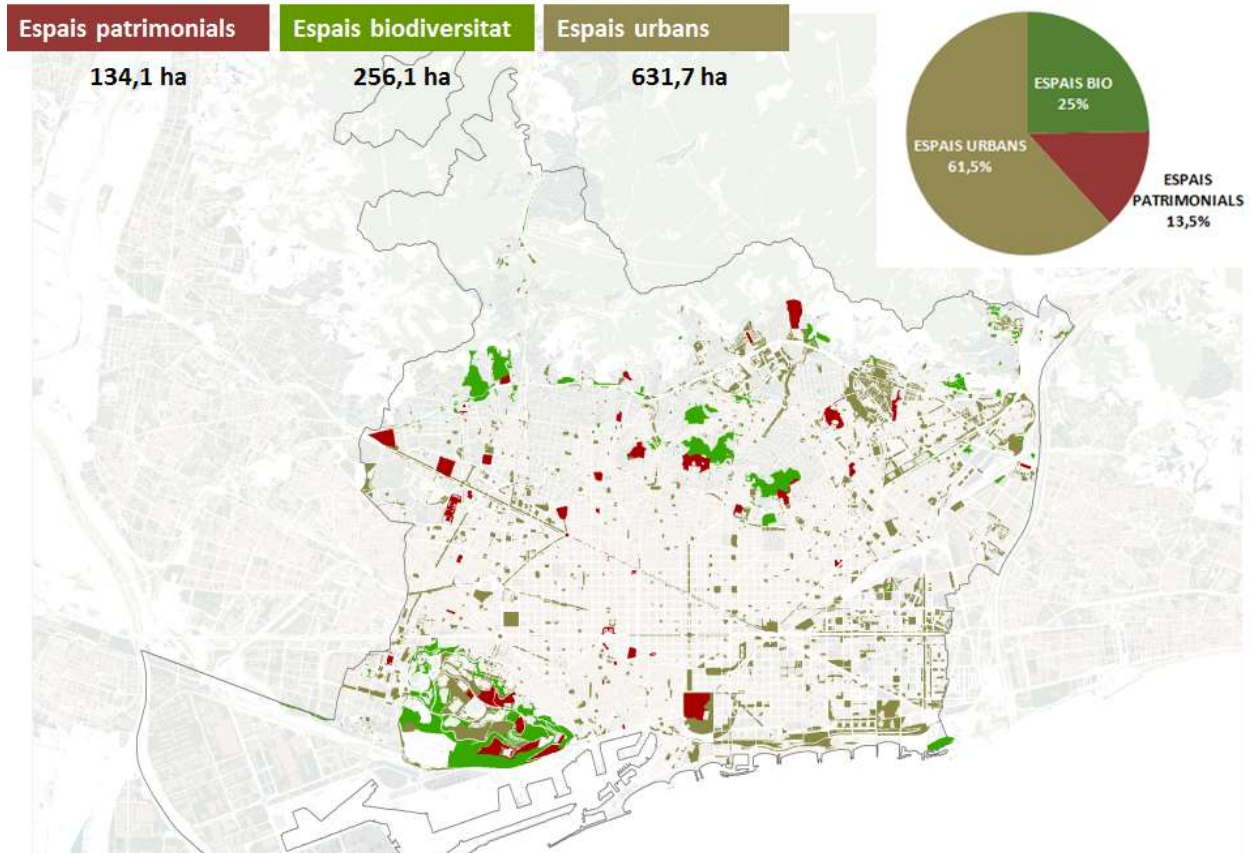 Espais patrimonials
Espais biodiversitat
Espais urbans
134,1 ha
256,1 ha
631,7 ha
ESPAIS BIO
25%
ESPAIS URBANS
61,5%
ESPAIS
PATRIMONIALS
13,5%